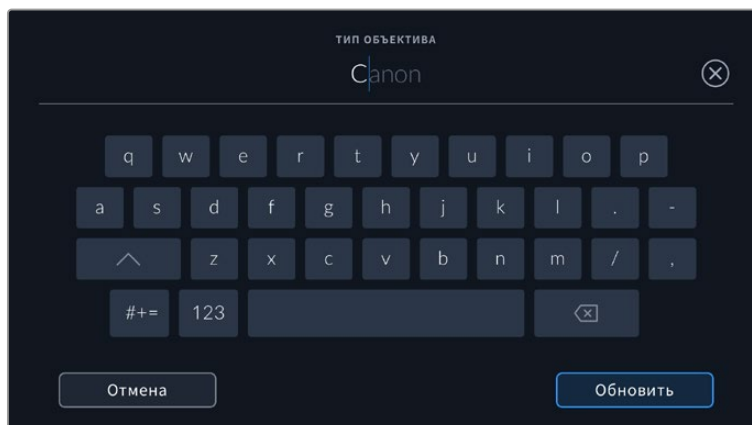 ТИП ОБЪЕКТИВА
Canon
q w e r t y u i o p
a s d f g h j k l . -
z x c v b n m / ,
#+= 123
Отмена Обновить